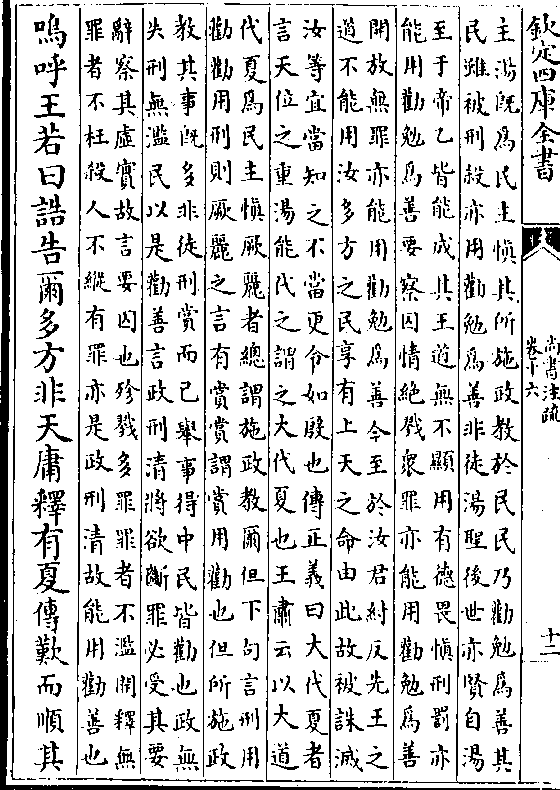 欽定四庫全書
尚書注疏
卷十六
十二
主湯既為民主慎其所施政教於民民乃勸勉為善其
民雖被刑殺亦用勸勉為善非徒湯聖後世亦賢自湯
至于帝乙皆能成其王道無不顯用有德畏慎刑罰亦
能用勸勉為善要察囚情絶戮衆罪亦能用勸勉為善
開放無罪亦能用勸勉為善今至於汝君紂反先王之
道不能用汝多方之民享有上天之命由此故被誅滅
汝等宜當知之不當更令如殷也傳正義曰大代夏者
言天位之重湯能代之謂之大代夏也王肅云以大道
代夏為民主慎厥麗者總謂施政教爾但下句言刑用
勸勸用刑則厥麗之言有賞賞謂賞用勸也但所施政
教其事既多非徒刑賞而已舉事得中民皆勸也政無
失刑無濫民以是勸善言政刑清將欲斷罪必受其要
辭察其虛實故言要囚也殄戮多罪罪者不濫開釋無
罪者不枉殺人不縱有罪亦是政刑清故能用勸善也
嗚呼王若曰誥告爾多方非天庸釋有夏傳歎而順其